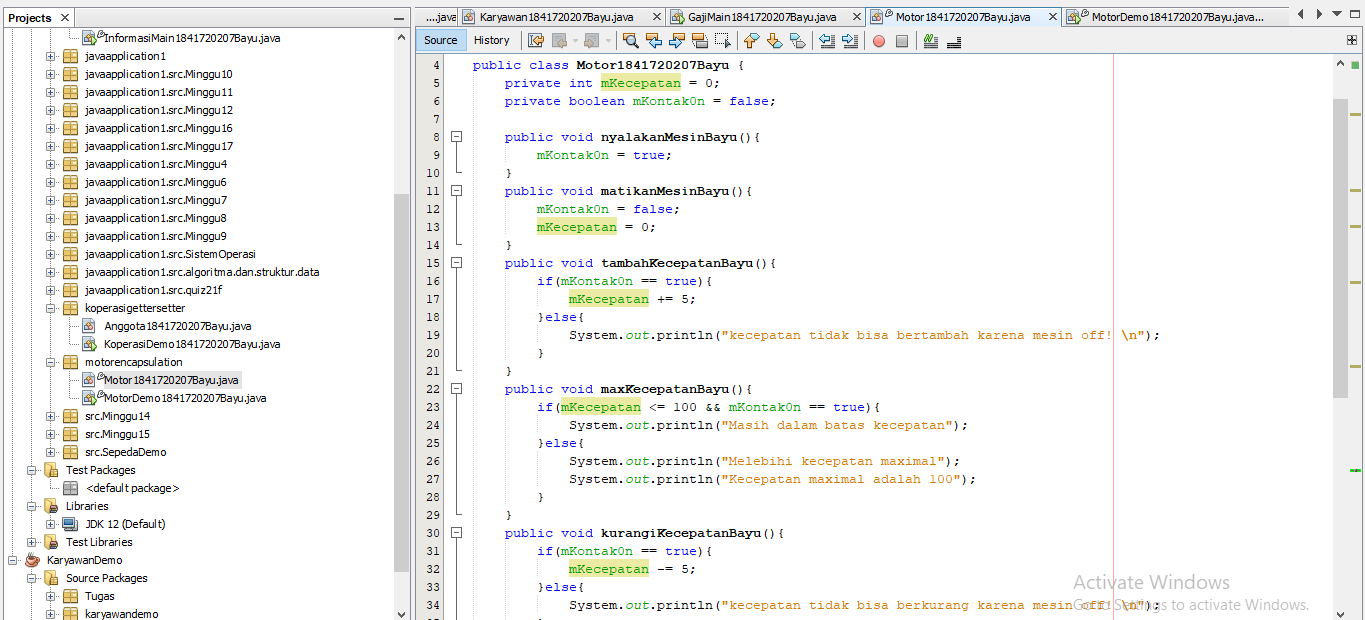 Projects
InformasiMain1841720207Bayu.java
javaapplication1
javaapplication1.src.Minggu10
javaapplication1.src.Minggu11
javaapplication1.src.Minggu12
javaapplication1.src.Minggu16
javaapplication1.src.Minggu17
javaapplication1.src.Minggu4
javaapplication1.src.Minggu6
javaapplication1.src.Minggu7
javaapplication1.src.Minggu8
javaapplication1.src.Minggu9
javaapplication1.src.SistemOperasi
javaapplication1.src.algoritma.dan.struktur.data
javaapplication1.src.quiz21f
koperasigettersetter
Anggota1841720207Bayu.java
KoperasiDemo1841720207Bayu.java
motorencapsulation
Motor1841720207Bayu.java
MotorDemo1841720207Bayu.java
src.Minggu14
src.Minggu15
src.SepedaDemo
Test Packages
<default package>
Libraries
JDK 12 (Default)
Test Libraries
KaryawanDemo
Source Packages
Tugas
karyawandemo
....java Karyawan1841720207Bayu.java GajiMain1841720207Bayu.java Motor1841720207Bayu.java MotorDemo1841720207Bayu.java...
Source History
4 public class Motor1841720207Bayu {
5 private int mKecepatan = 0;
6 private boolean mKontakOn = false;
7
8 public void nyalakanMesinBayu(){
9 mKontakOn = true;
10 }
11 public void matikanMesinBayu(){
12 mKontakOn = false;
13 mKecepatan = 0;
14 }
15 public void tambahKecepatanBayu(){
16 if(mKontakOn == true){
17 mKecepatan += 5;
18 }else{
19 System.out.println("kecepatan tidak bisa bertambah karena mesin off! \n");
20 }
21 }
22 public void maxKecepatanBayu(){
23 if(mKecepatan <= 100 && mKontakOn == true){
24 System.out.println("Masih dalam batas kecepatan");
25 }else{
26 System.out.println("Melebihi kecepatan maximal");
27 System.out.println("Kecepatan maximal adalah 100");
28 }
29 }
30 public void kurangiKecepatanBayu(){
31 if(mKontakOn == true){
32 mKecepatan -= 5;
33 }else{
34 System.out.println("kecepatan tidak bisa berkurang karena mesin off! \n");
Activate Windows
Go to Settings to activate Windows.